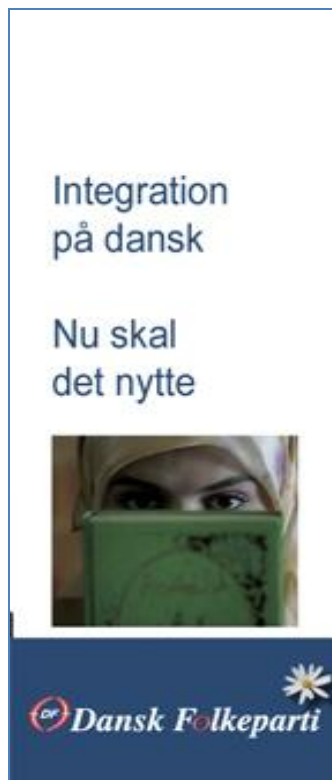 Integration
på dansk
Nu skal
det nytte
DF Dansk Folkeparti